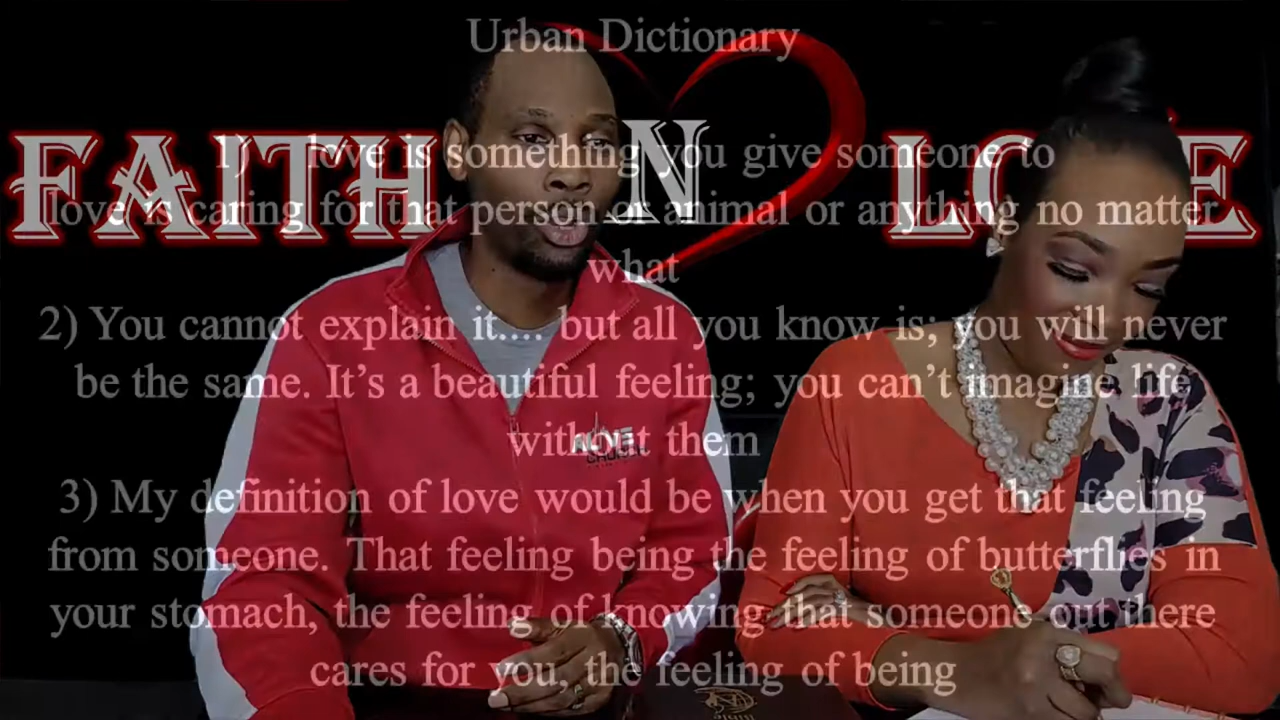 Urban Dictionary
FAITH N LOVE
1) love is something you give someone to
love is caring for that person or animal or anything no matter
what
2) You cannot explain it.... but all you know is; you will never
be the same. It’s a beautiful feeling; you can’t imagine life
without them
ALIVE
CHURCH
3) My definition of love would be when you get that feeling
from someone. That feeling being the feeling of butterflies in
your stomach, the feeling of knowing that someone out there
cares for you, the feeling of being
Bible